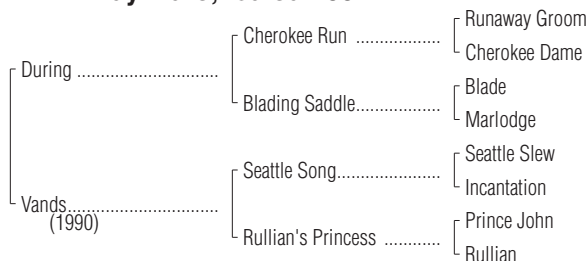 Runaway Groom
Cherokee Run ...................
Cherokee Dame
During ................................
Blade
Blading Saddle...................
Marlodge
Seattle Slew
Seattle Song.......................
Incantation
Vands..................................
(1990)
Prince John
Rullian's Princess ............
Rullian